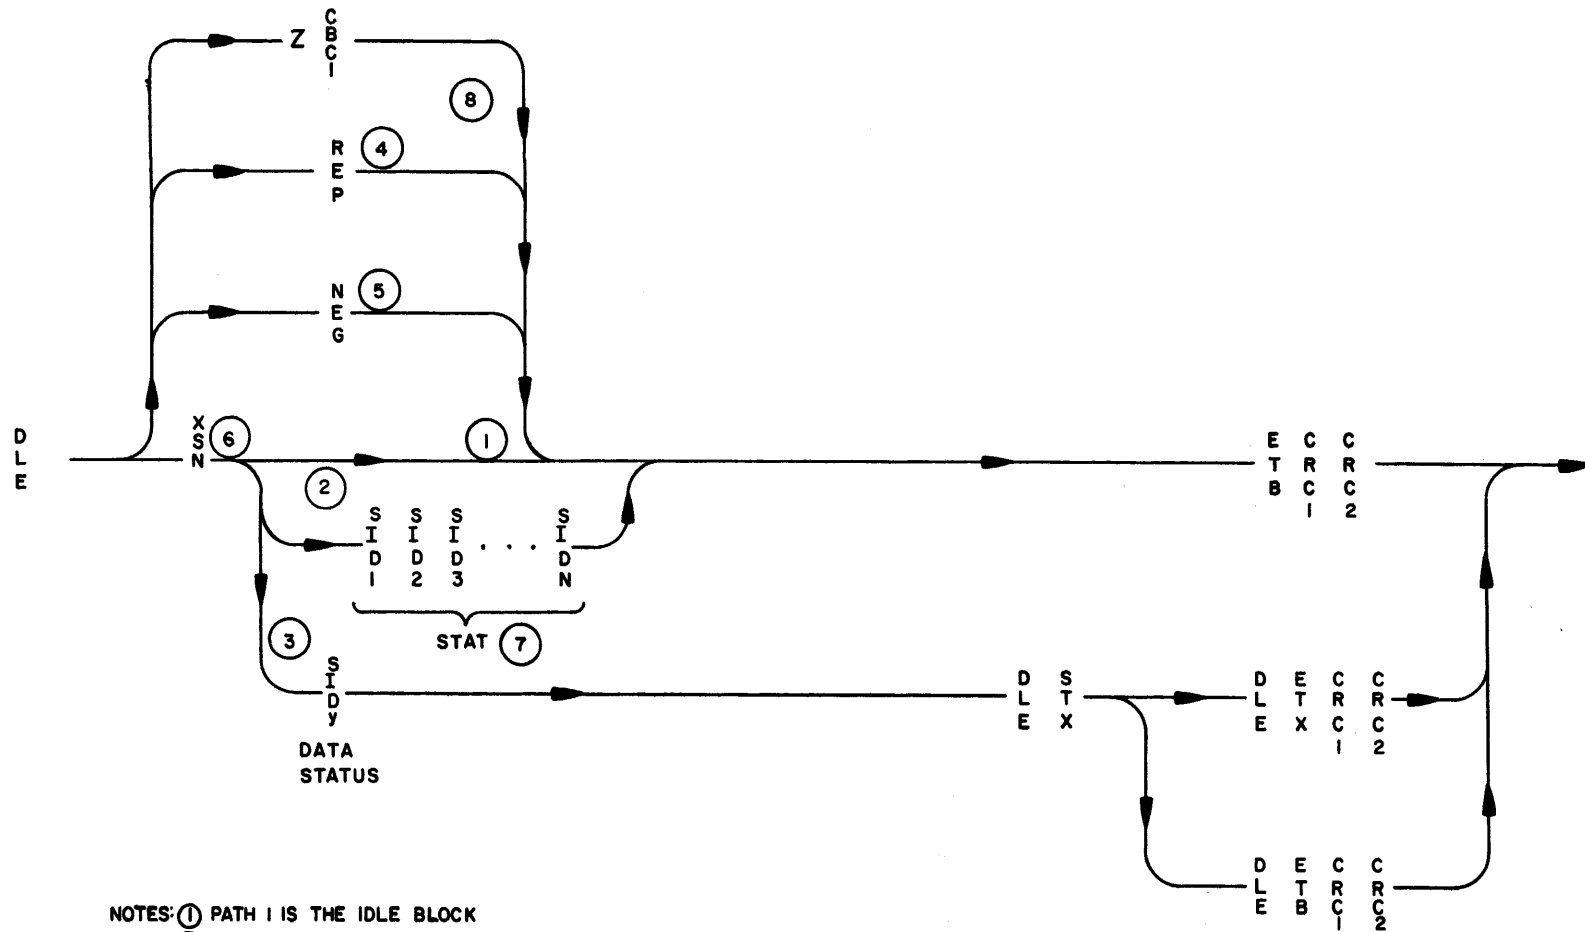 Z CBC1
8
REP 4
NEG 5
DLE
XSN 6
1
ETB CRC1 CRC2
2
SID1 SID2 SID3 . . . SIDN
STAT 7
3
SIDy
DLE STX
DLE ETX CRC1 CRC2
DATA
STATUS
DLE ETB CRC1 CRC2
NOTES: 1 PATH 1 IS THE IDLE BLOCK